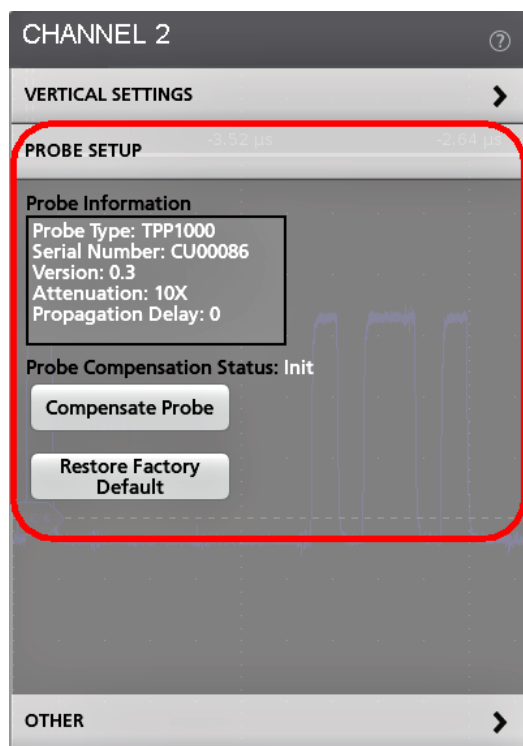 CHANNEL 2
?
VERTICAL SETTINGS
PROBE SETUP
-3.52 µs
-2.64 µs
Probe Information
Probe Type: TPP1000
Serial Number: CU00086
Version: 0.3
Attenuation: 10X
Propagation Delay: 0
Probe Compensation Status: Init
Compensate Probe
Restore Factory
Default
OTHER